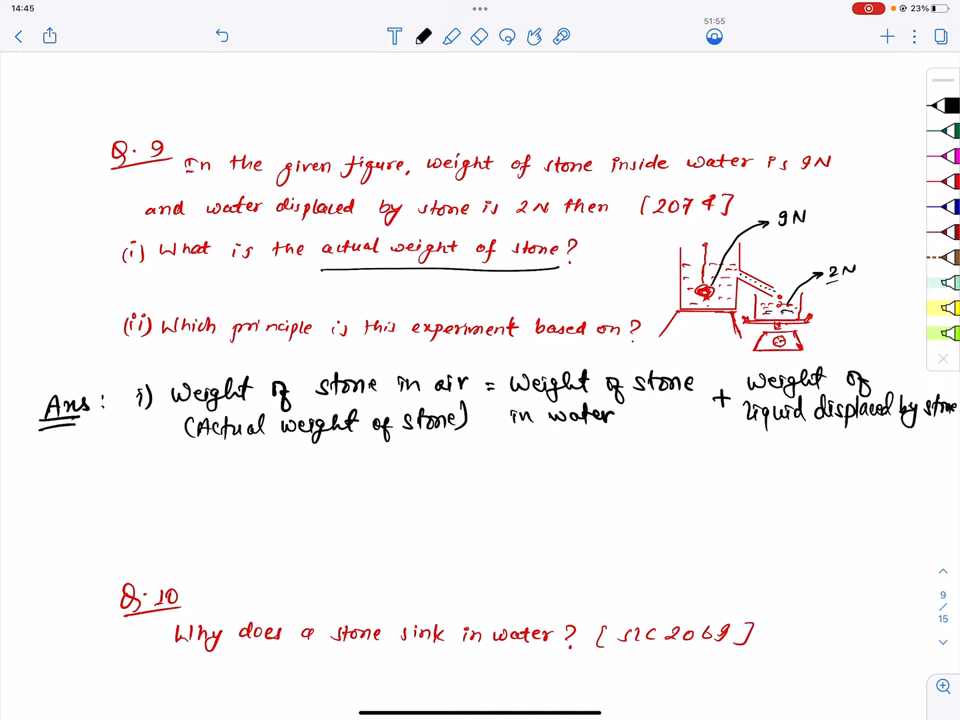 14:45
23%
51:55
Q. 9
In the given figure, weight of stone inside water is 9N
and water displaced by stone is 2N then [2074]
9N
(i) What is the actual weight of stone?
2N
(ii) Which principle is this experiment based on?
Ans: i) Weight of stone in air = Weight of stone + Weight of
(Actual weight of stone) in water liquid displaced by stone
9
/
15
Q. 10
Why does a stone sink in water? [SLC 2069]